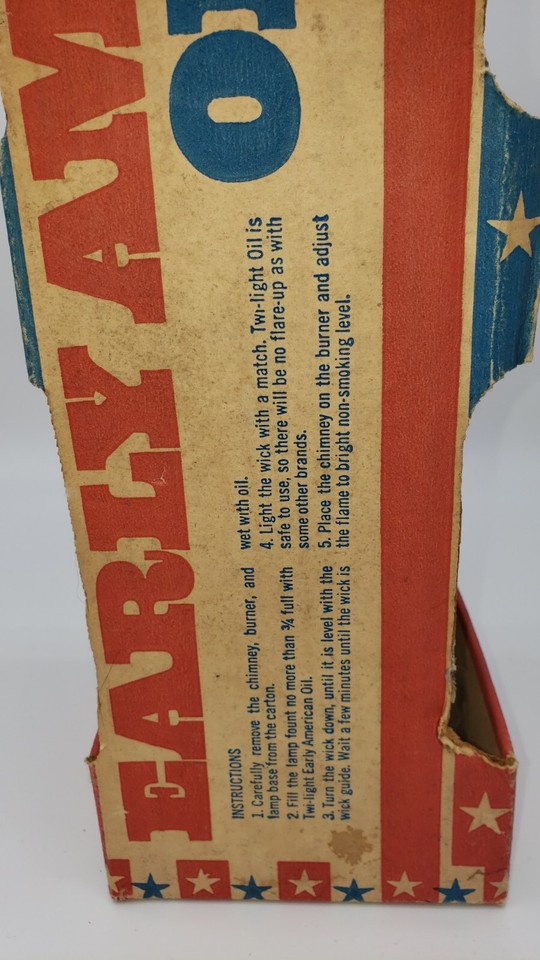 EARLY AM
O
INSTRUCTIONS
1. Carefully remove the chimney, burner, and
lamp base from the carton.
2. Fill the lamp fount no more than ¾ full with
Twi-light Early American Oil.
3. Turn the wick down, until it is level with the
wick guide. Wait a few minutes until the wick is
wet with oil.
4. Light the wick with a match. Twi-light Oil is
safe to use, so there will be no flare-up as with
some other brands.
5. Place the chimney on the burner and adjust
the flame to bright non-smoking level.